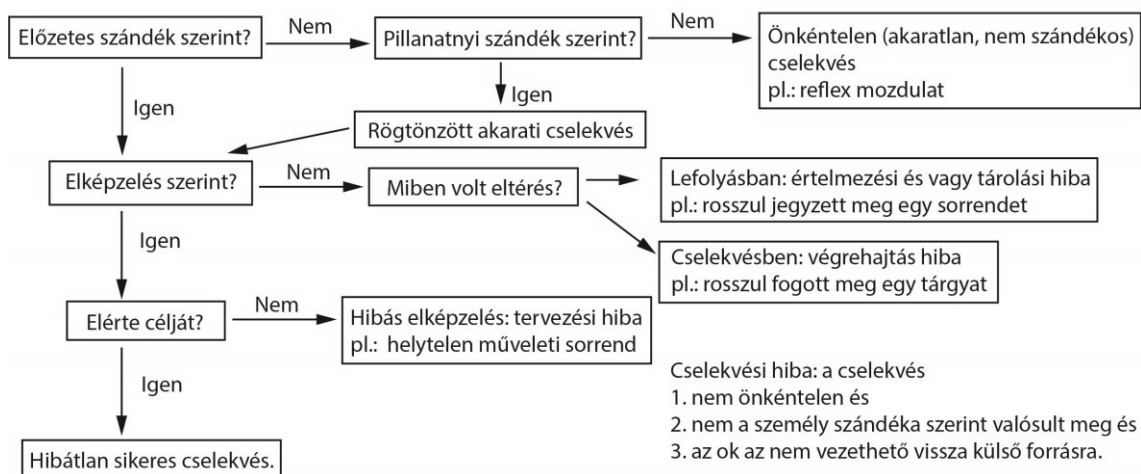 Előzetes szándék szerint?
Nem
Pillanatnyi szándék szerint?
Nem
Önkéntelen (akaratlan, nem szándékos)
cselekvés
pl.: reflex mozdulat
Igen
Igen
Rögtönzött akarati cselekvés
Elképzelés szerint?
Nem
Miben volt eltérés?
Lefolyásban: értelmezési és vagy tárolási hiba
pl.: rosszul jegyzett meg egy sorrendet
Igen
Cselekvésben: végrehajtás hiba
pl.: rosszul fogott meg egy tárgyat
Elérte célját?
Nem
Hibás elképzelés: tervezési hiba
pl.: helytelen műveleti sorrend
Igen
Hibátlan sikeres cselekvés.
Cselekvési hiba: a cselekvés
1. nem önkéntelen és
2. nem a személy szándéka szerint valósult meg és
3. az ok az nem vezethető vissza külső forrásra.